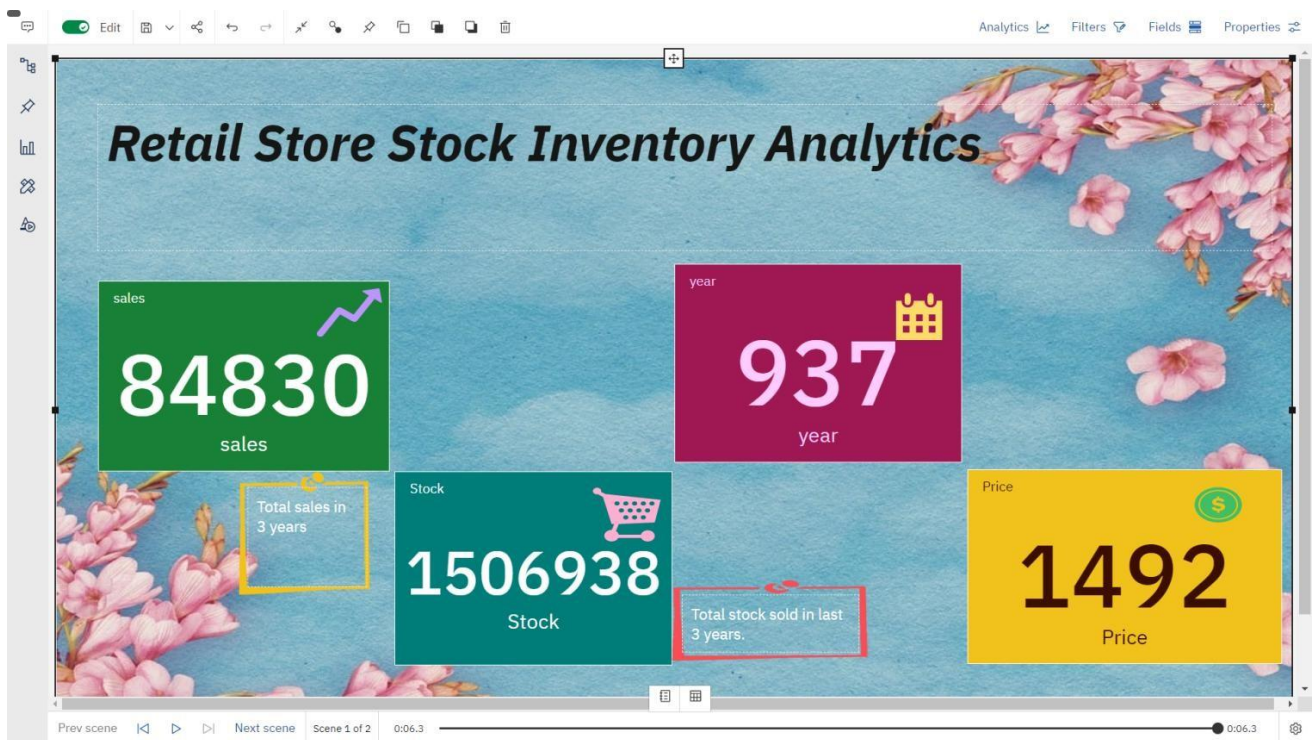 Edit
Analytics
Filters
Fields
Properties
Retail Store Stock Inventory Analytics
sales
84830
sales
year
937
year
Total sales in
3 years
Stock
1506938
Stock
Total stock sold in last
3 years.
Price
$
1492
Price
Prev scene
Next scene
Scene 1 of 2
0:06.3
0:06.3